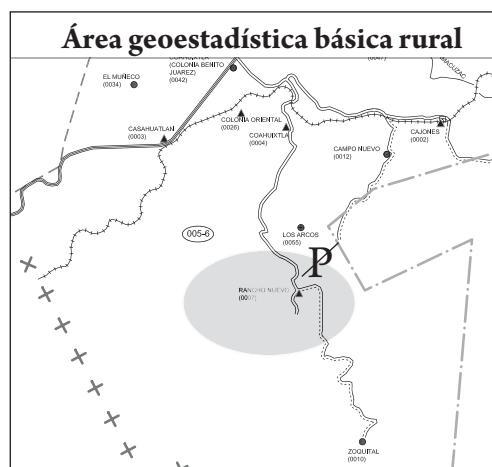 Área geoestadística básica rural
(COLONIA BENITO
JUAREZ)
(0042)
EL MUÑECO
(0034)
(0047)
COLONIA ORIENTAL
(0026)
CASAHUATLAN
(0003)
COAHUIXTLA
(0004)
CAJONES
(0002)
CAMPO NUEVO
(0012)
005-6
LOS ARCOS
(0055)
P
RANCHO NUEVO
(0007)
ZOQUITAL
(0010)